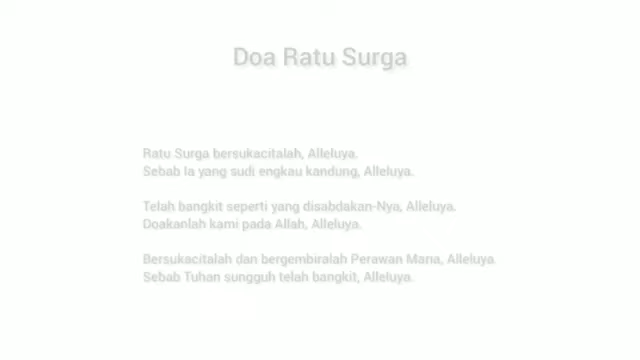 Doa Ratu Surga
Ratu Surga bersukacitalah, Alleluya.
Sebab Ia yang sudi engkau kandung, Alleluya.
Telah bangkit seperti yang disabdakan-Nya, Alleluya.
Doakanlah kami pada Allah, Alleluya.
Bersukacitalah dan bergembiralah Perawan Maria, Alleluya
Sebab Tuhan sungguh telah bangkit, Alleluya.